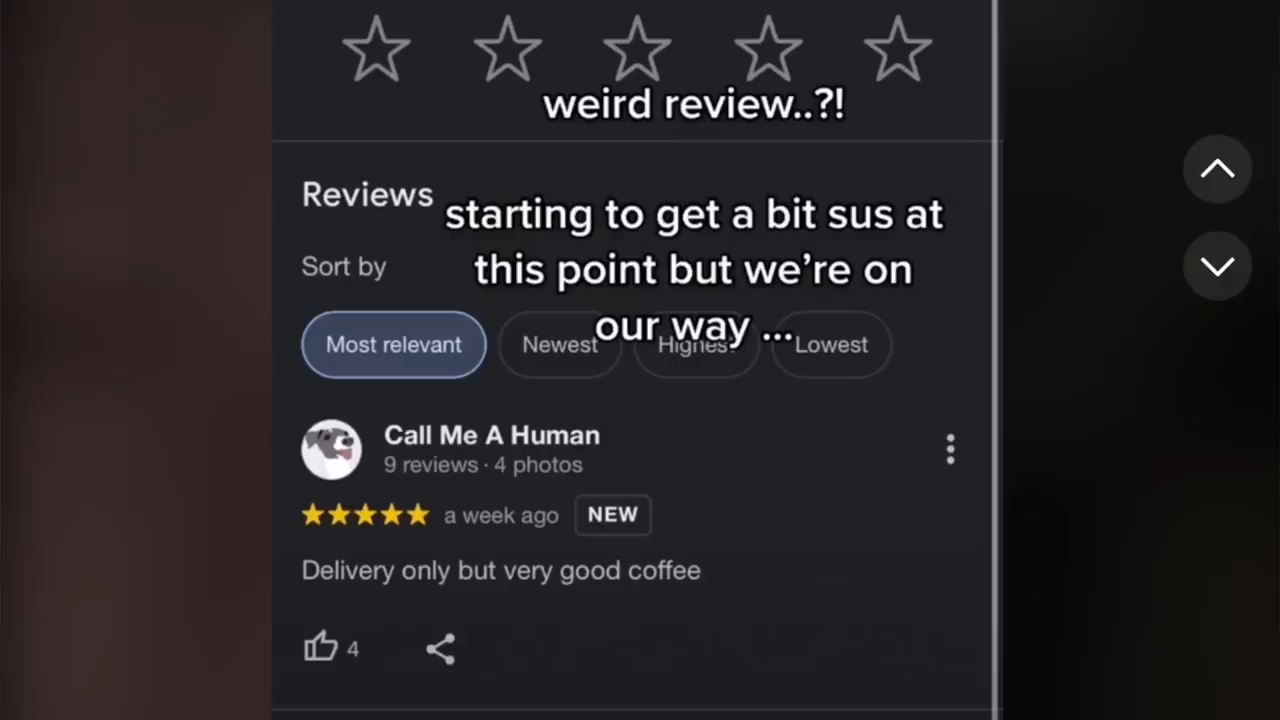 weird review..?!
Reviews
starting to get a bit sus at
this point but we’re on
our way ...
Sort by
Most relevant
Newest
Highest
Lowest
Call Me A Human
9 reviews · 4 photos
a week ago
NEW
Delivery only but very good coffee
4